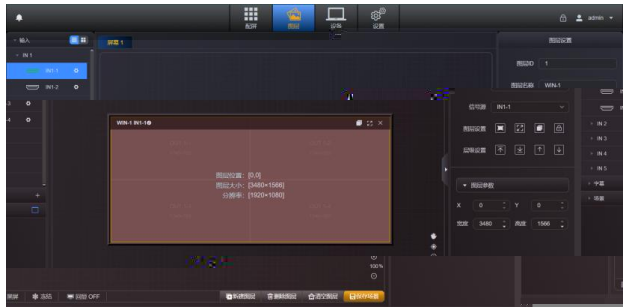 配屏
图层
设备
设置
admin
输入
屏幕 1
图层设置
IN 1
IN1-1
图层ID 1
IN1-2
图层名称 WIN-1
信号源 IN1-1
WIN-1 IN1-1
图层设置
IN 2
层级设置
IN 3
IN 4
图层位置：[0,0]
IN 5
图层大小：[3480×1566]
图层参数
字幕
分辨率：[1920×1080]
X 0 Y 0
场景
宽度 3480 高度 1566
100%
黑屏
冻结
回显 OFF
新建图层
删除图层
清空图层
保存场景